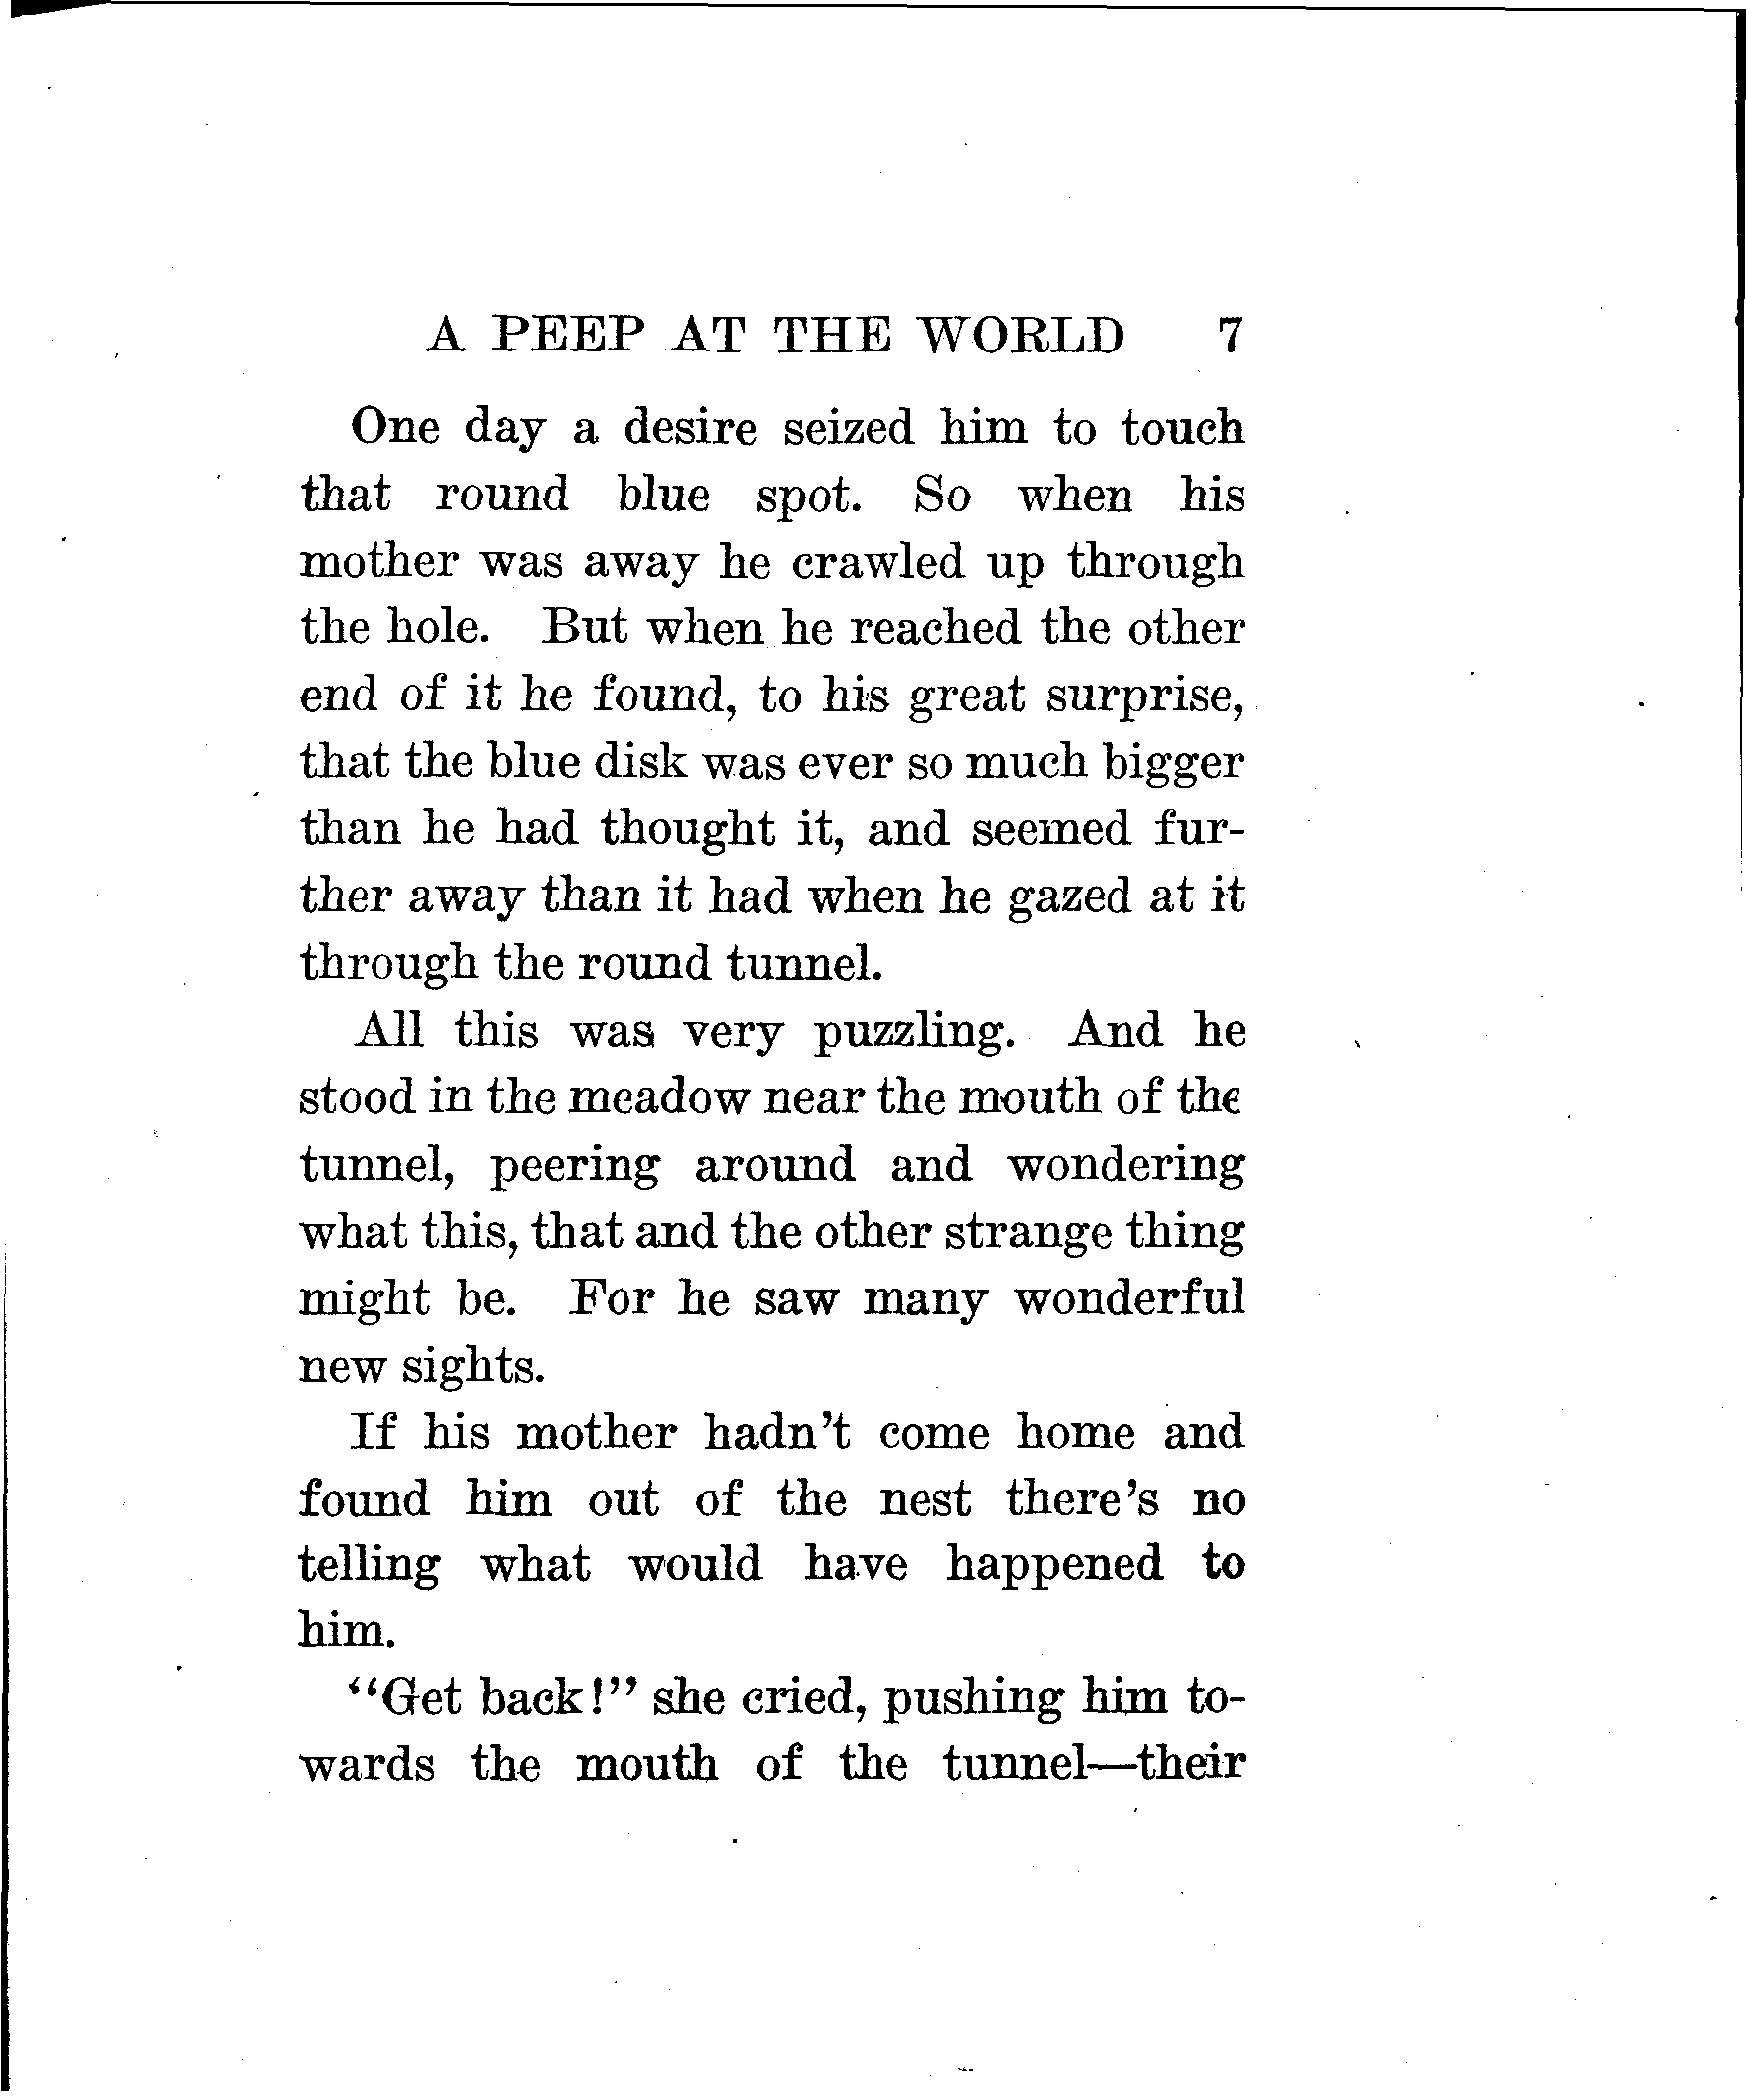 A PEEP AT THE WORLD 7
One day a desire seized him to touch
that round blue spot. So when his
mother was away he crawled up through
the hole. But when he reached the other
end of it he found, to his great surprise,
that the blue disk was ever so much bigger
than he had thought it, and seemed fur-
ther away than it had when he gazed at it
through the round tunnel.
All this was very puzzling. And he
stood in the meadow near the mouth of the
tunnel, peering around and wondering
what this, that and the other strange thing
might be. For he saw many wonderful
new sights.
If his mother hadn't come home and
found him out of the nest there's no
telling what would have happened to
him.
"Get back!" she cried, pushing him to-
wards the mouth of the tunnel—their